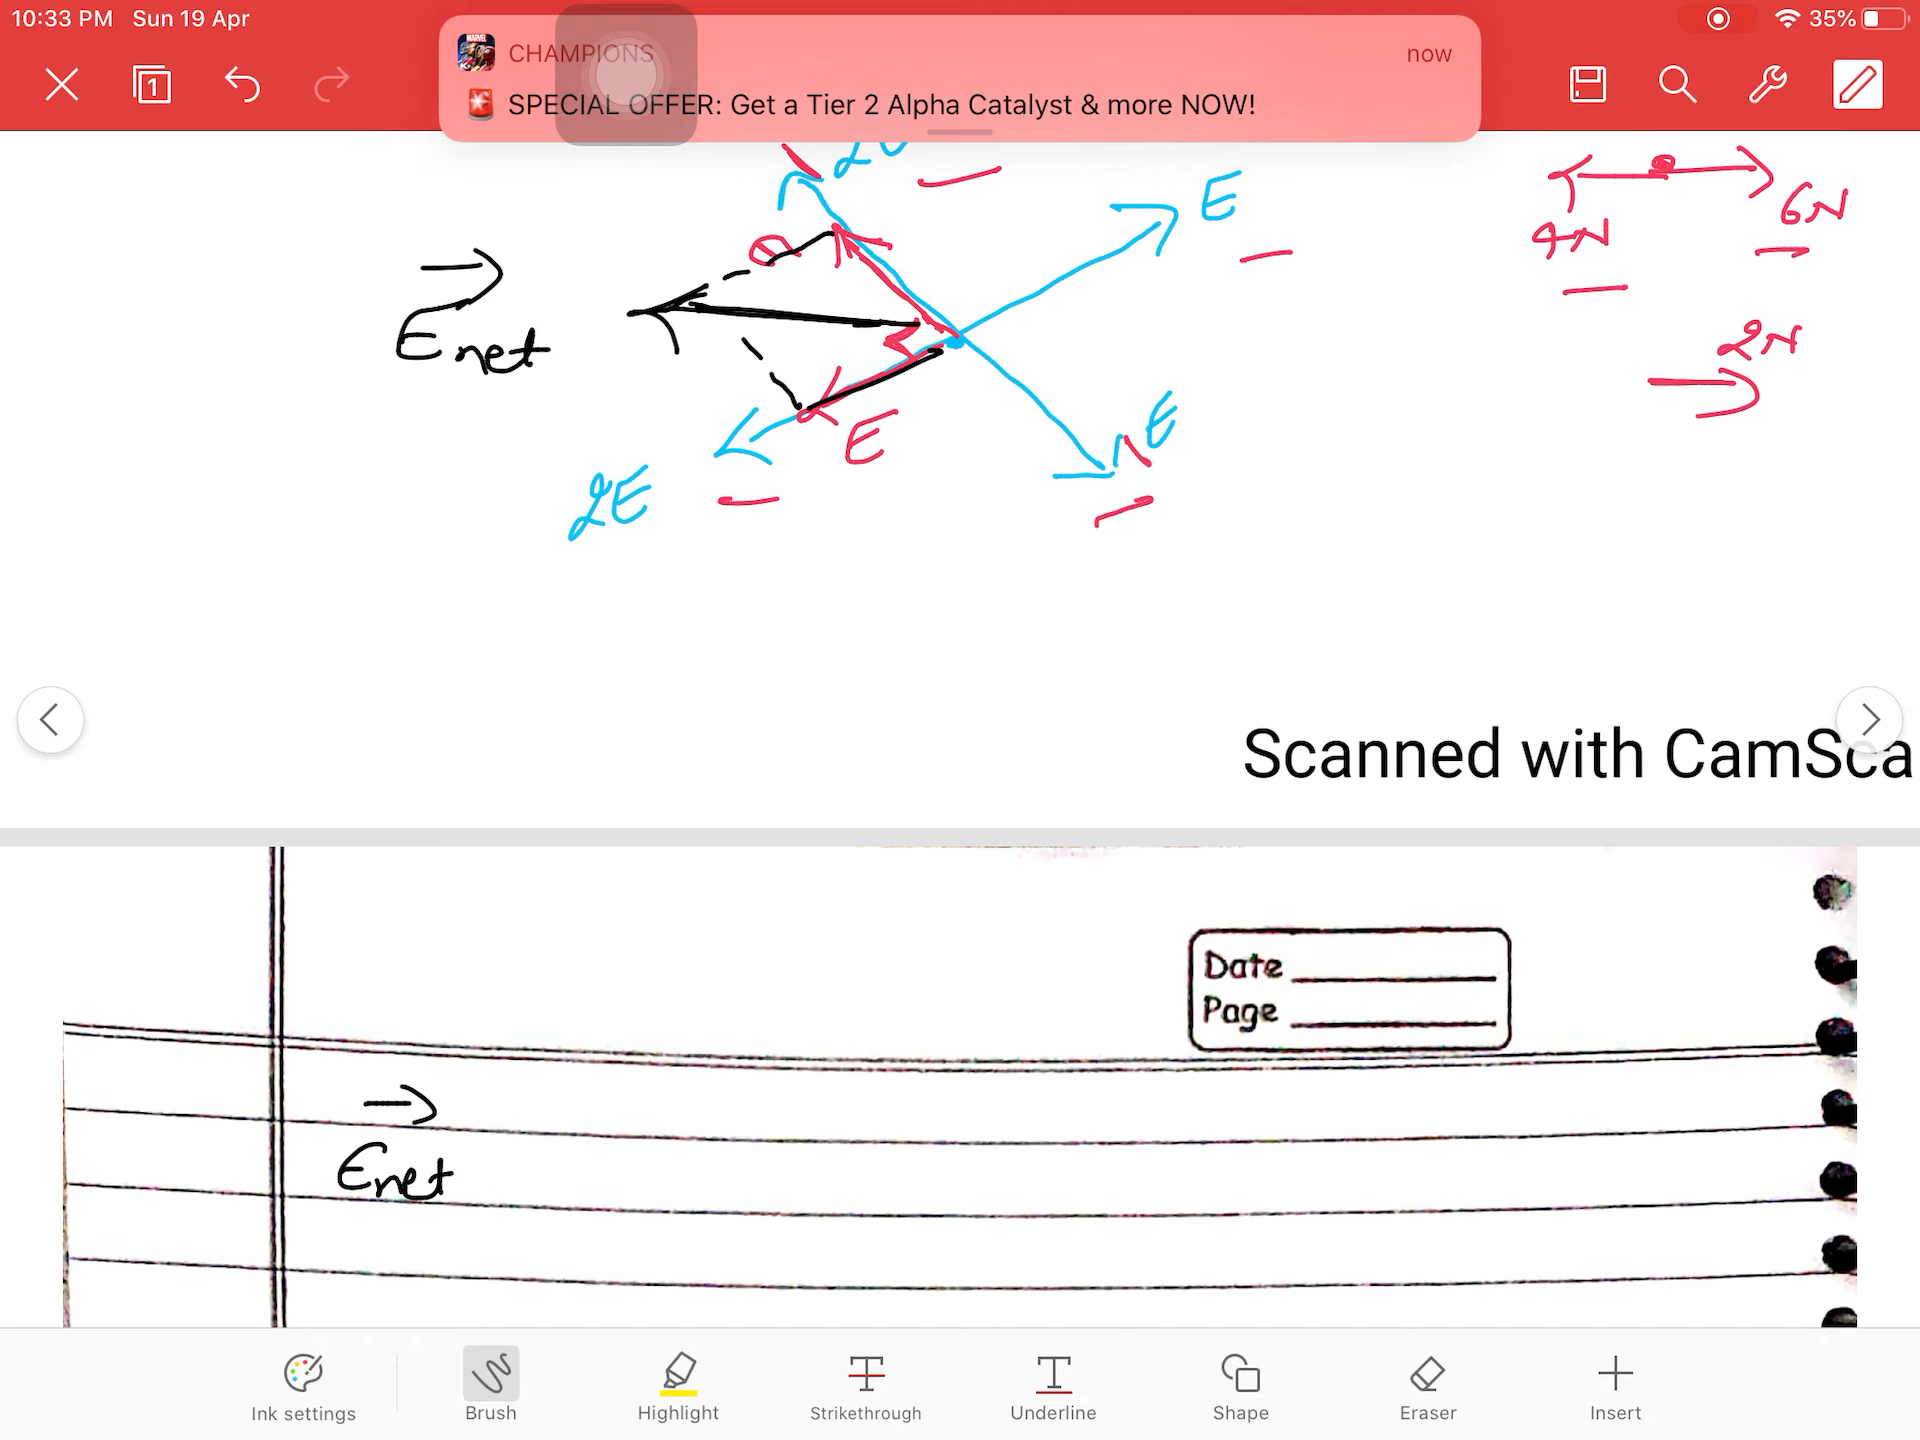 10:33 PM Sun 19 Apr
35%
CHAMPIONS now
🚨 SPECIAL OFFER: Get a Tier 2 Alpha Catalyst & more NOW!
1
E
6N
4N
Enet
2N
E
E
2E
Scanned with CamSca
Date
Page
Enet
Ink settings
Brush
Highlight
Strikethrough
Underline
Shape
Eraser
Insert